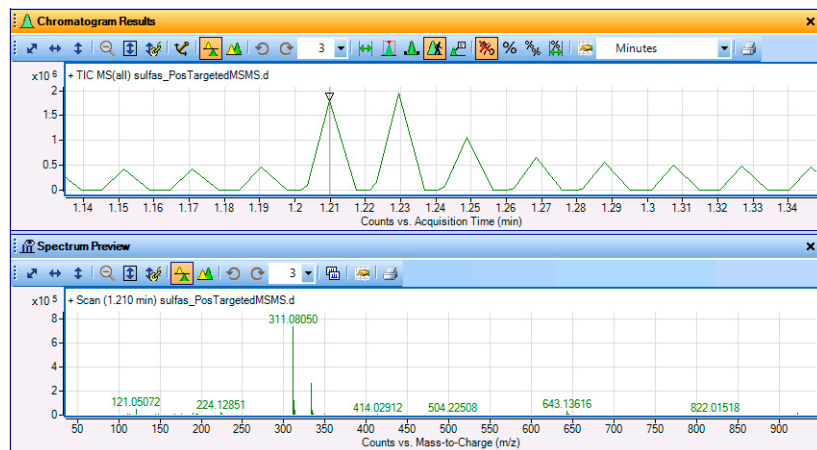 Chromatogram Results
3 % Minutes
x10 6
+ TIC MS(all) sulfas_PosTargetedMSMS.d
2
1.5
1
0.5
0
1.14 1.15 1.16 1.17 1.18 1.19 1.2 1.21 1.22 1.23 1.24 1.25 1.26 1.27 1.28 1.29 1.3 1.31 1.32 1.33 1.34
Counts vs. Acquisition Time (min)
Spectrum Preview
3
x10 5
+ Scan (1.210 min) sulfas_PosTargetedMSMS.d
8
311.08050
6
4
2
121.05072 224.12851 414.02912 504.22508 643.13616 822.01518
0
50 100 150 200 250 300 350 400 450 500 550 600 650 700 750 800 850 900
Counts vs. Mass-to-Charge (m/z)